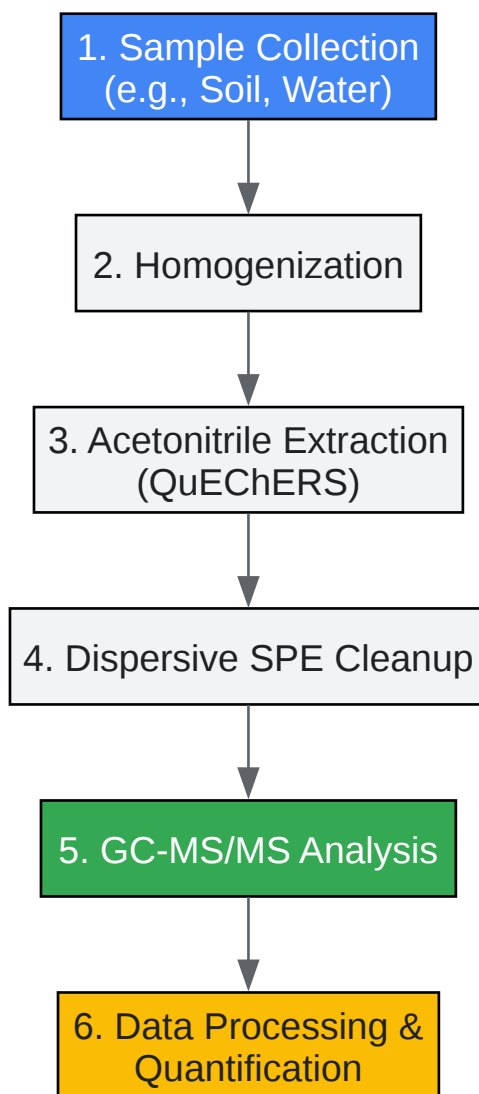 1. Sample Collection
(e.g., Soil, Water)
2. Homogenization
3. Acetonitrile Extraction
(QuEChERS)
4. Dispersive SPE Cleanup
5. GC-MS/MS Analysis
6. Data Processing &
Quantification